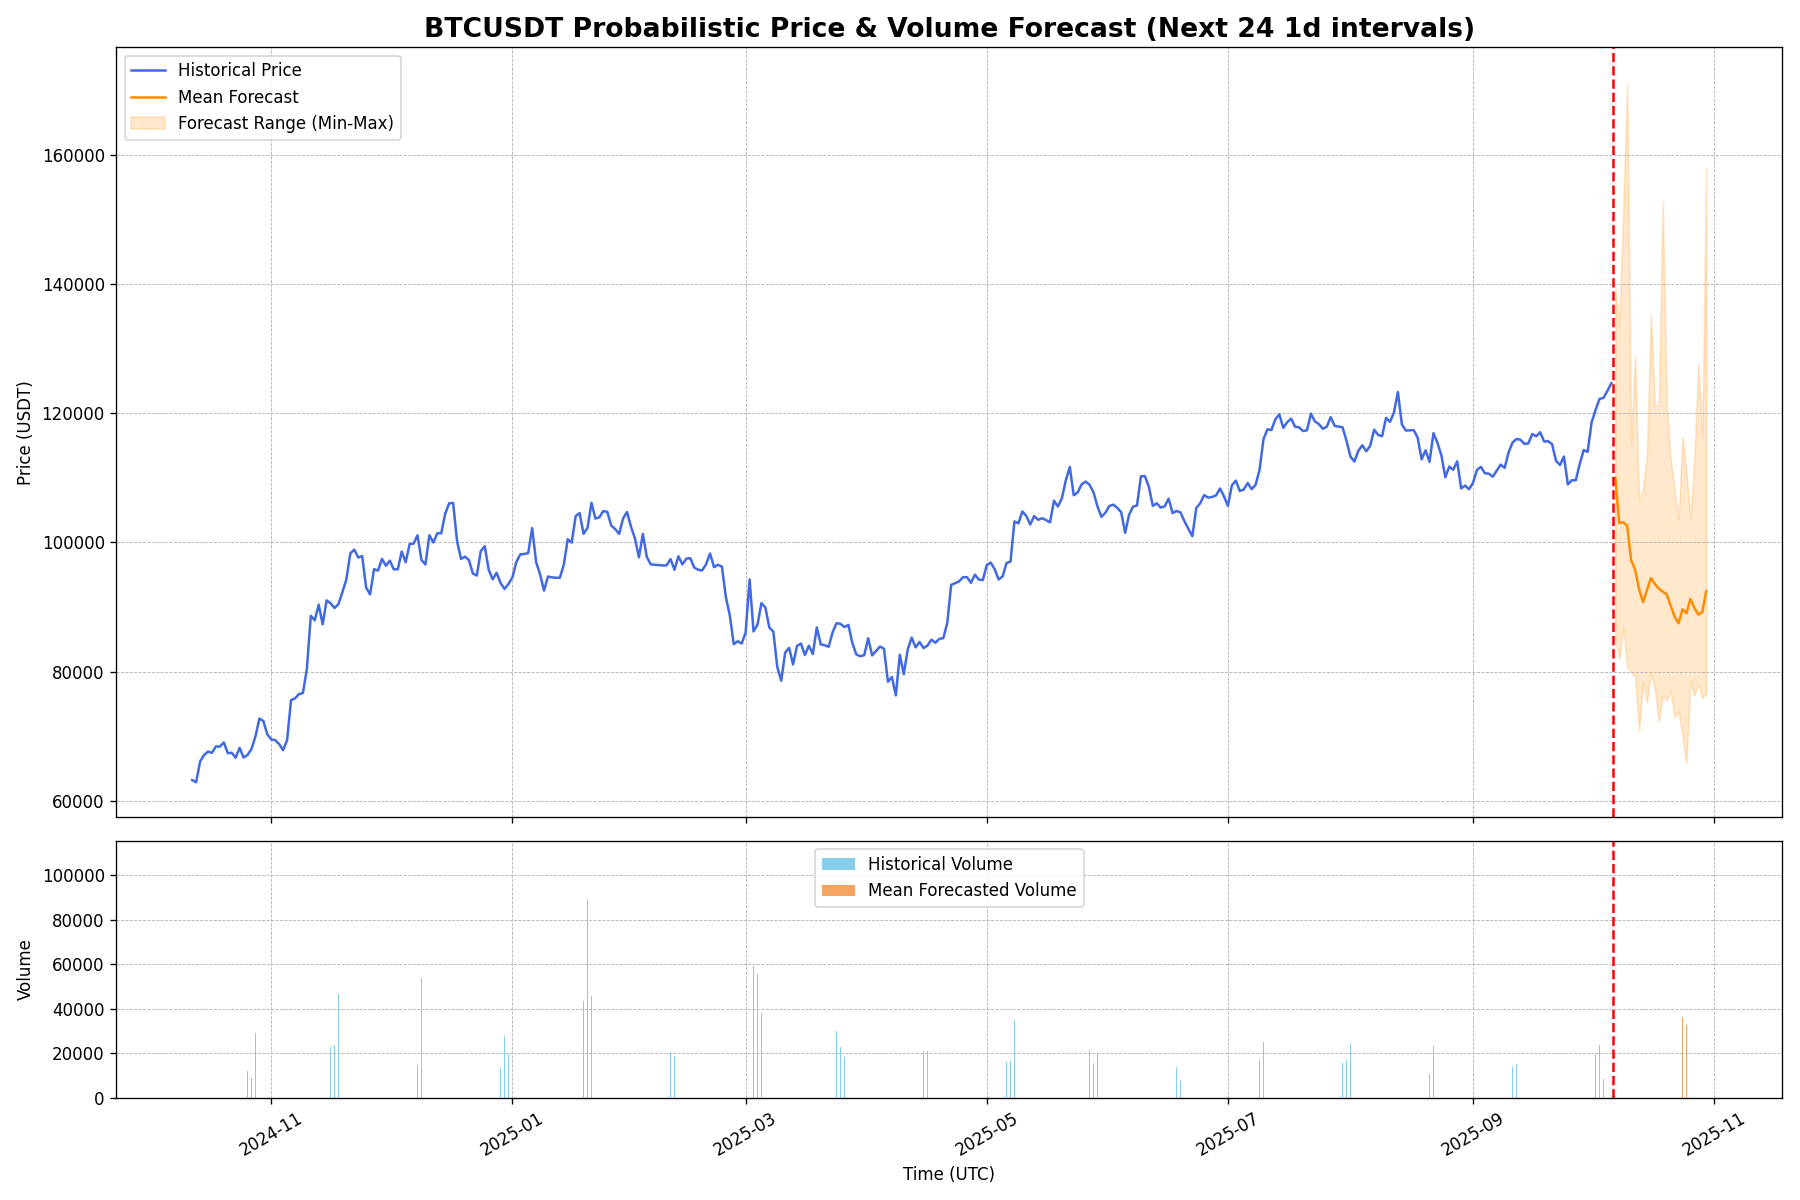 BTCUSDT Probabilistic Price & Volume Forecast (Next 24 1d intervals)
Historical Price
Mean Forecast
Forecast Range (Min-Max)
Price (USDT)
160000
140000
120000
100000
80000
60000
Historical Volume
Mean Forecasted Volume
Volume
100000
80000
60000
40000
20000
0
2024-11
2025-01
2025-03
2025-05
2025-07
2025-09
2025-11
Time (UTC)